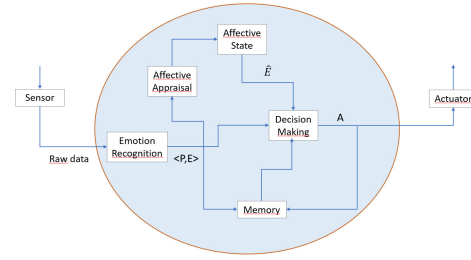 Affective
State
Ê
Affective
Appraisal
Sensor
Actuator
Decision
Making
A
Emotion
Recognition
<P,E>
Raw data
Memory